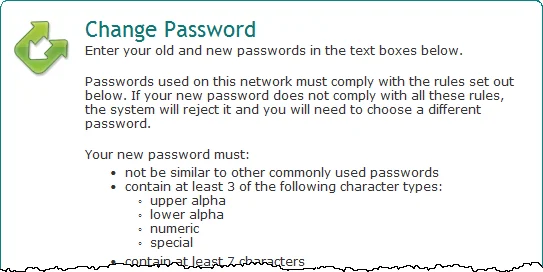 Change Password
Enter your old and new passwords in the text boxes below.
Passwords used on this network must comply with the rules set out
below. If your new password does not comply with all these rules,
the system will reject it and you will need to choose a different
password.
Your new password must:
• not be similar to other commonly used passwords
• contain at least 3 of the following character types:
◦ upper alpha
◦ lower alpha
◦ numeric
◦ special
• contain at least 7 characters